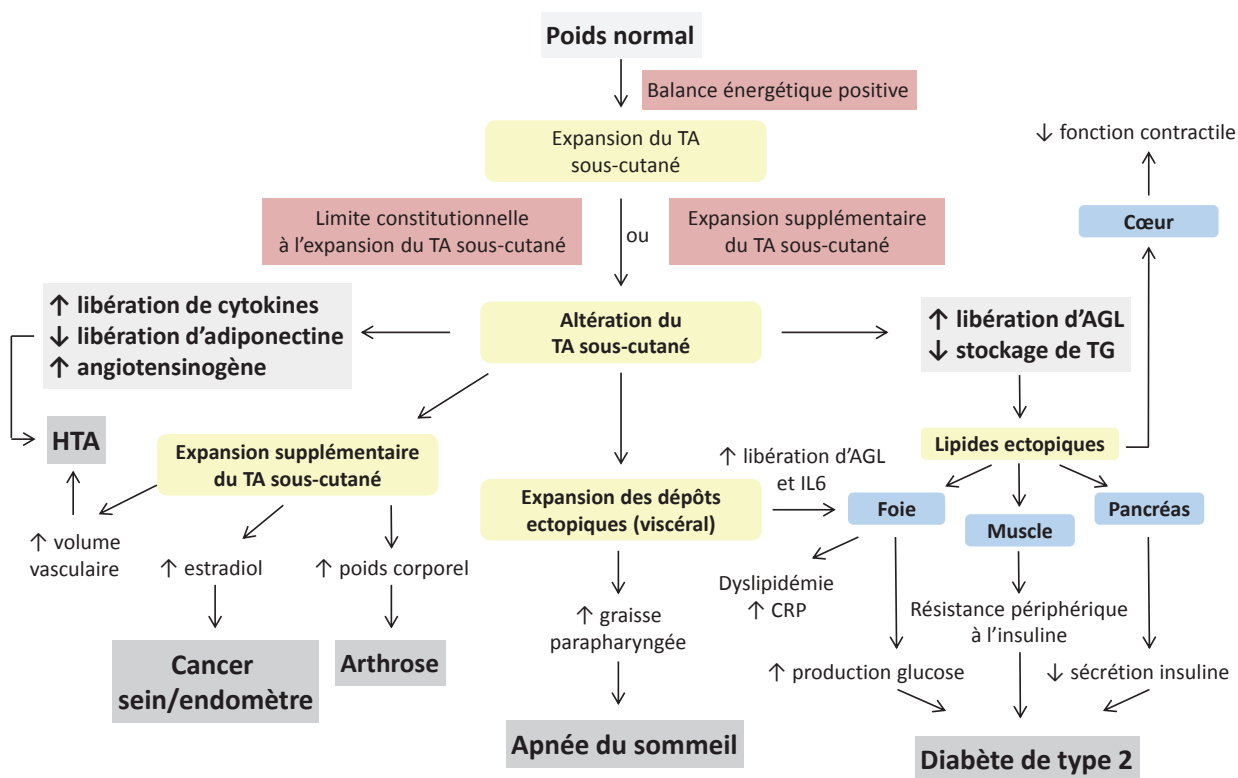 Poids normal
Balance énergétique positive
Expansion du TA
sous-cutané
↓ fonction contractile
Limite constitutionnelle
à l'expansion du TA sous-cutané
ou
Expansion supplémentaire
du TA sous-cutané
Cœur
↑ libération de cytokines
↓ libération d'adiponectine
↑ angiotensinogène
Altération du
TA sous-cutané
↑ libération d'AGL
↓ stockage de TG
HTA
Expansion supplémentaire
du TA sous-cutané
Lipides ectopiques
↑ libération d'AGL
et IL6
Expansion des dépôts
ectopiques (viscéral)
Foie
Muscle
Pancréas
↑ volume
vasculaire
↑ estradiol
↑ poids corporel
Dyslipidémie
↑ CRP
↑ graisse
parapharyngée
Résistance périphérique
à l'insuline
Cancer
sein/endomètre
Arthrose
↑ production glucose
↓ sécrétion insuline
Apnée du sommeil
Diabète de type 2